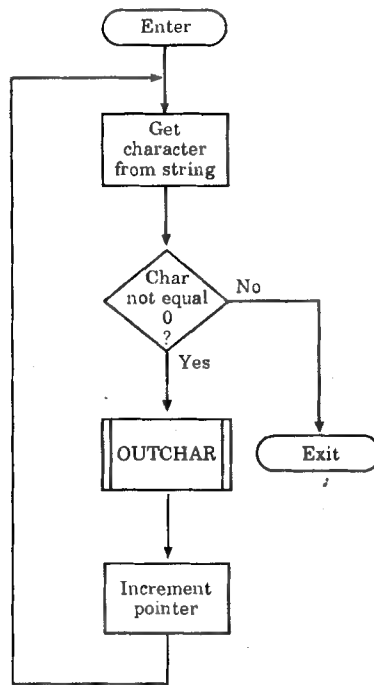 Enter
Get
character
from string
Char
not equal
0
?
No
Yes
OUTCHAR
Exit
Increment
pointer